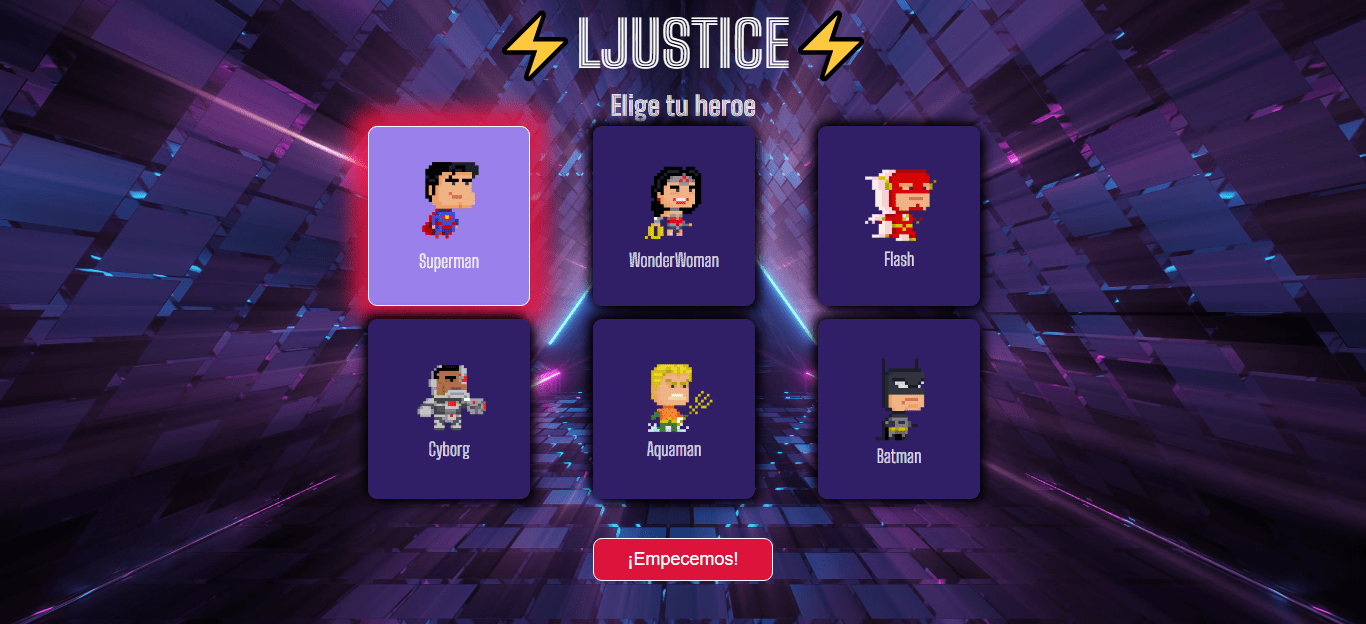 ⚡LJUSTICE⚡
Elige tu heroe
Superman
WonderWoman
Flash
Cyborg
Aquaman
Batman
¡Empecemos!